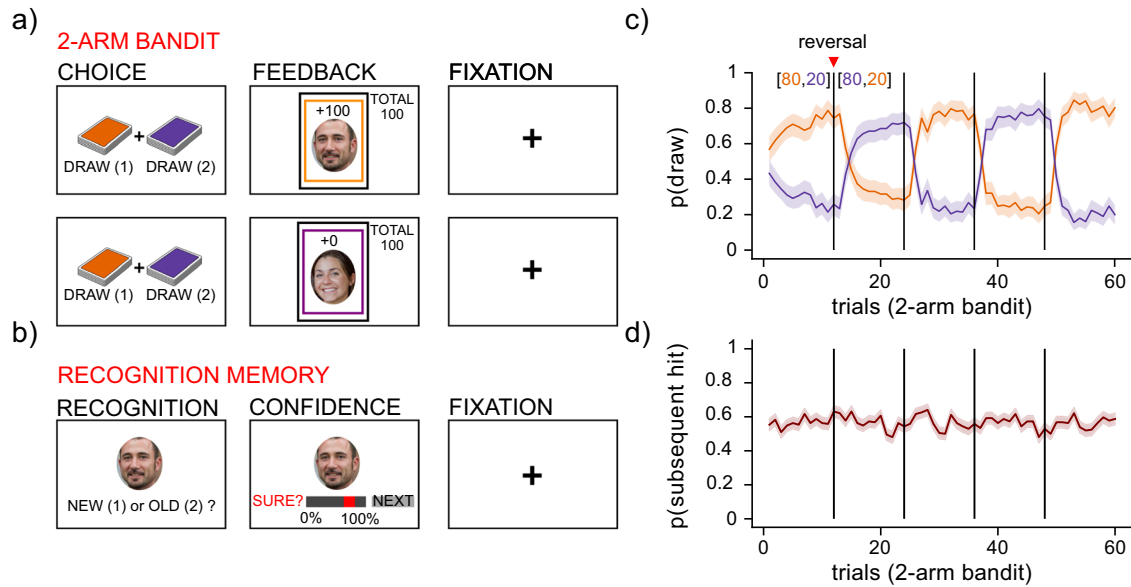 a)
2-ARM BANDIT
CHOICE
FEEDBACK
FIXATION
+
DRAW (1) DRAW (2)
+100
TOTAL
100
+
+
DRAW (1) DRAW (2)
+0
TOTAL
100
+
b)
RECOGNITION MEMORY
RECOGNITION
CONFIDENCE
FIXATION
NEW (1) or OLD (2) ?
SURE?
NEXT
0% 100%
+
c)
reversal
[80,20] [80,20]
p(draw)
1
0.8
0.6
0.4
0.2
0
0 20 40 60
trials (2-arm bandit)
d)
p(subsequent hit)
1
0.8
0.6
0.4
0.2
0
0 20 40 60
trials (2-arm bandit)